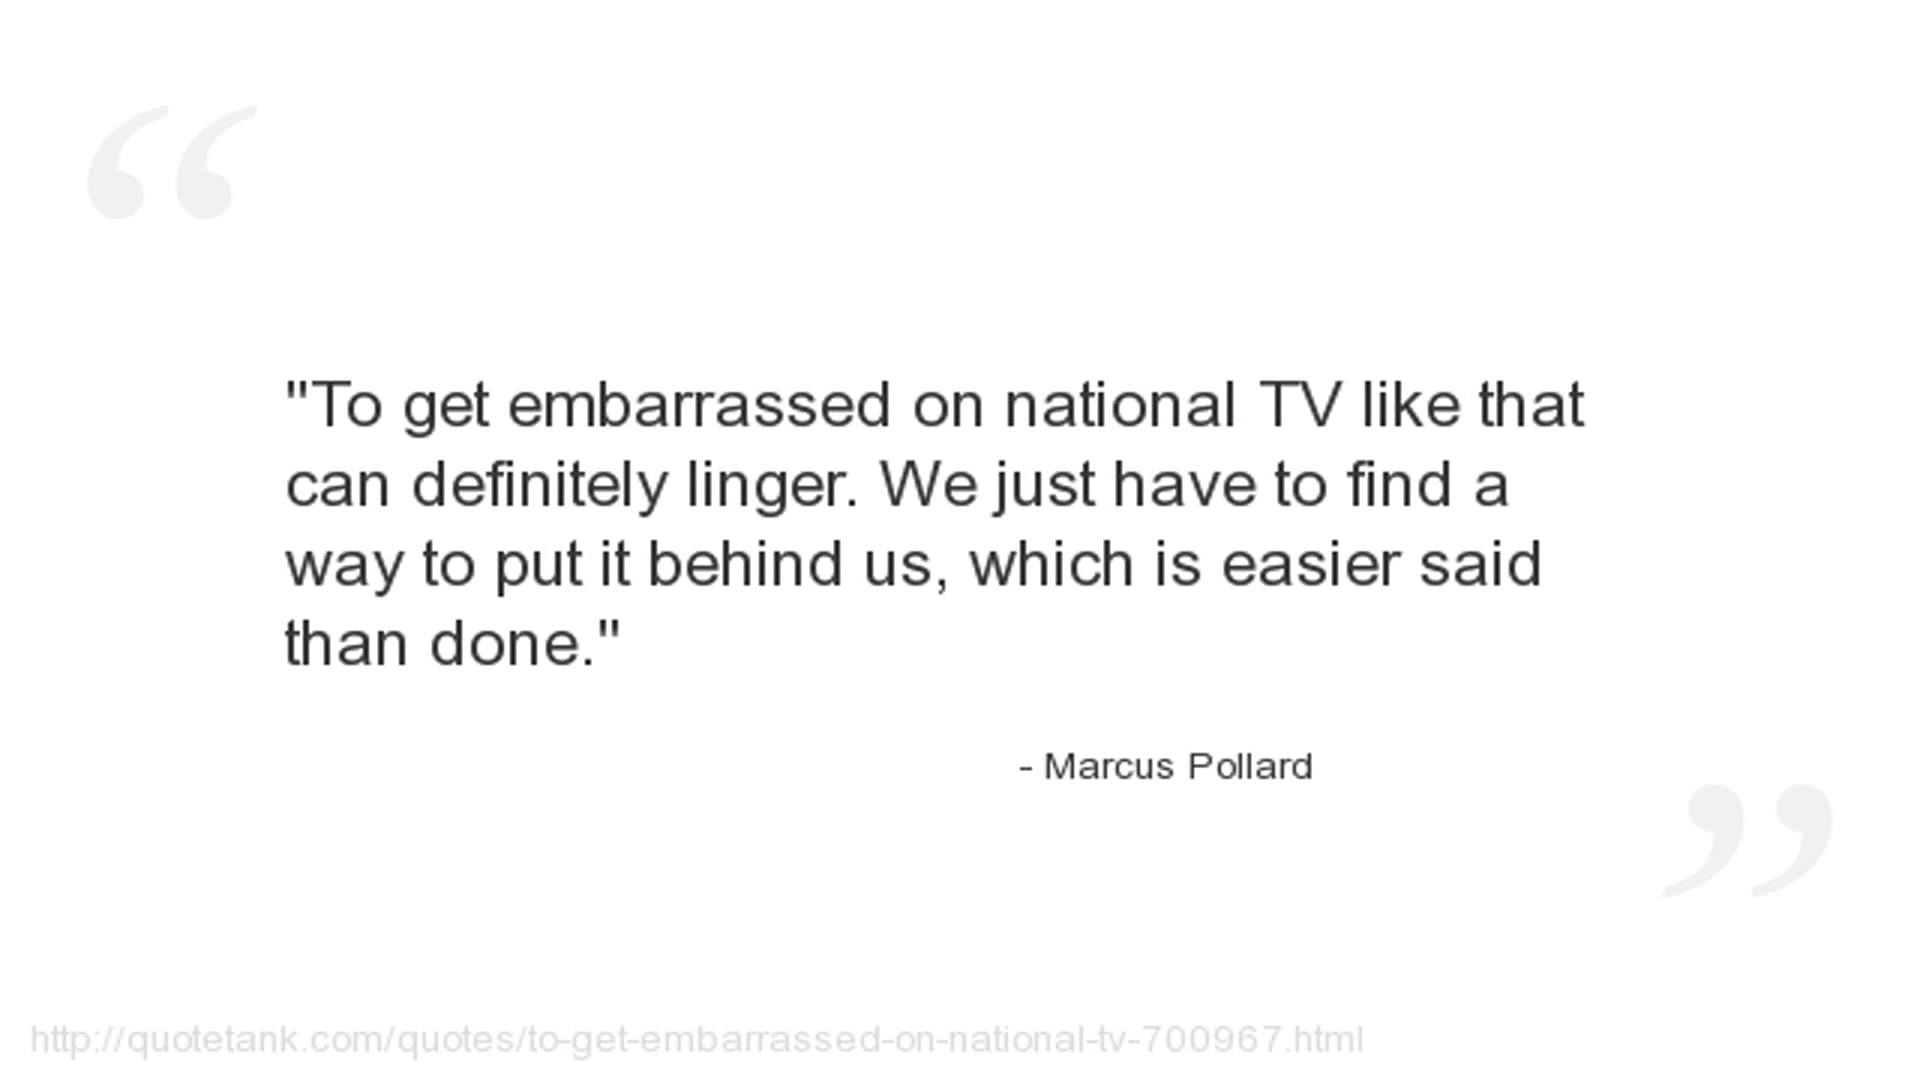 "To get embarrassed on national TV like that
can definitely linger. We just have to find a
way to put it behind us, which is easier said
than done."
- Marcus Pollard
http://quotetank.com/quotes/to-get-embarrassed-on-national-tv-700967.html